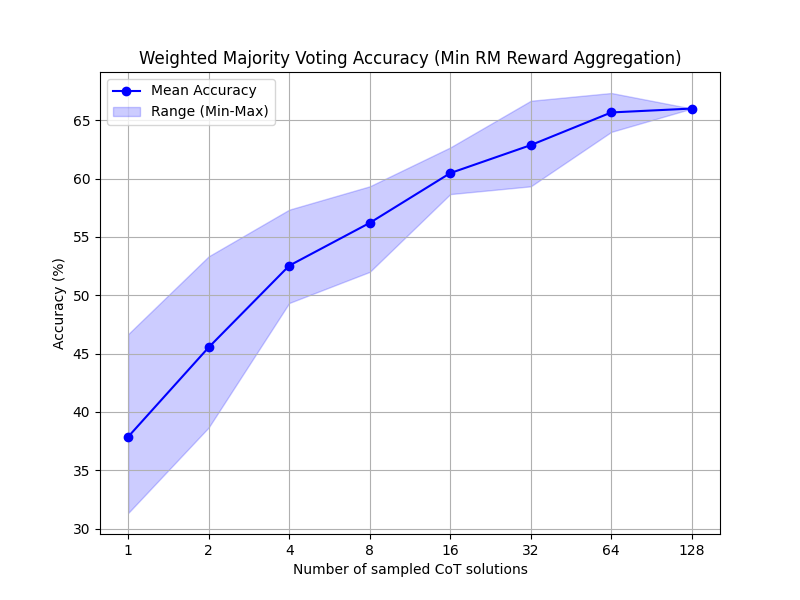 Weighted Majority Voting Accuracy (Min RM Reward Aggregation)
Mean Accuracy
Range (Min-Max)
65
60
55
50
45
40
35
30
Accuracy (%)
1 2 4 8 16 32 64 128
Number of sampled CoT solutions